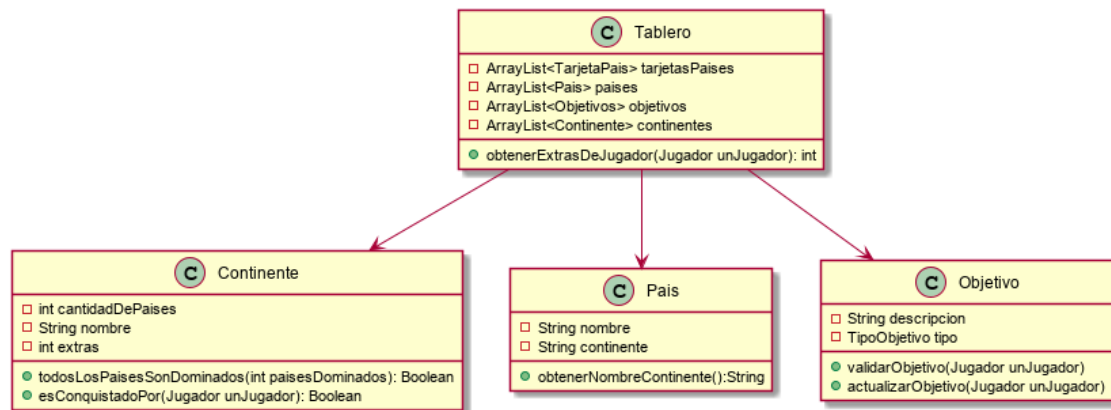 C Tablero
ArrayList<TarjetaPais> tarjetasPaises
ArrayList<Pais> paises
ArrayList<Objetivos> objetivos
ArrayList<Continente> continentes
obtenerExtrasDeJugador(Jugador unJugador): int
C Continente
int cantidadDePaises
String nombre
int extras
todosLosPaisesSonDominados(int paisesDominados): Boolean
esConquistadoPor(Jugador unJugador): Boolean
C Pais
String nombre
String continente
obtenerNombreContinente():String
C Objetivo
String descripcion
TipoObjetivo tipo
validarObjetivo(Jugador unJugador)
actualizarObjetivo(Jugador unJugador)